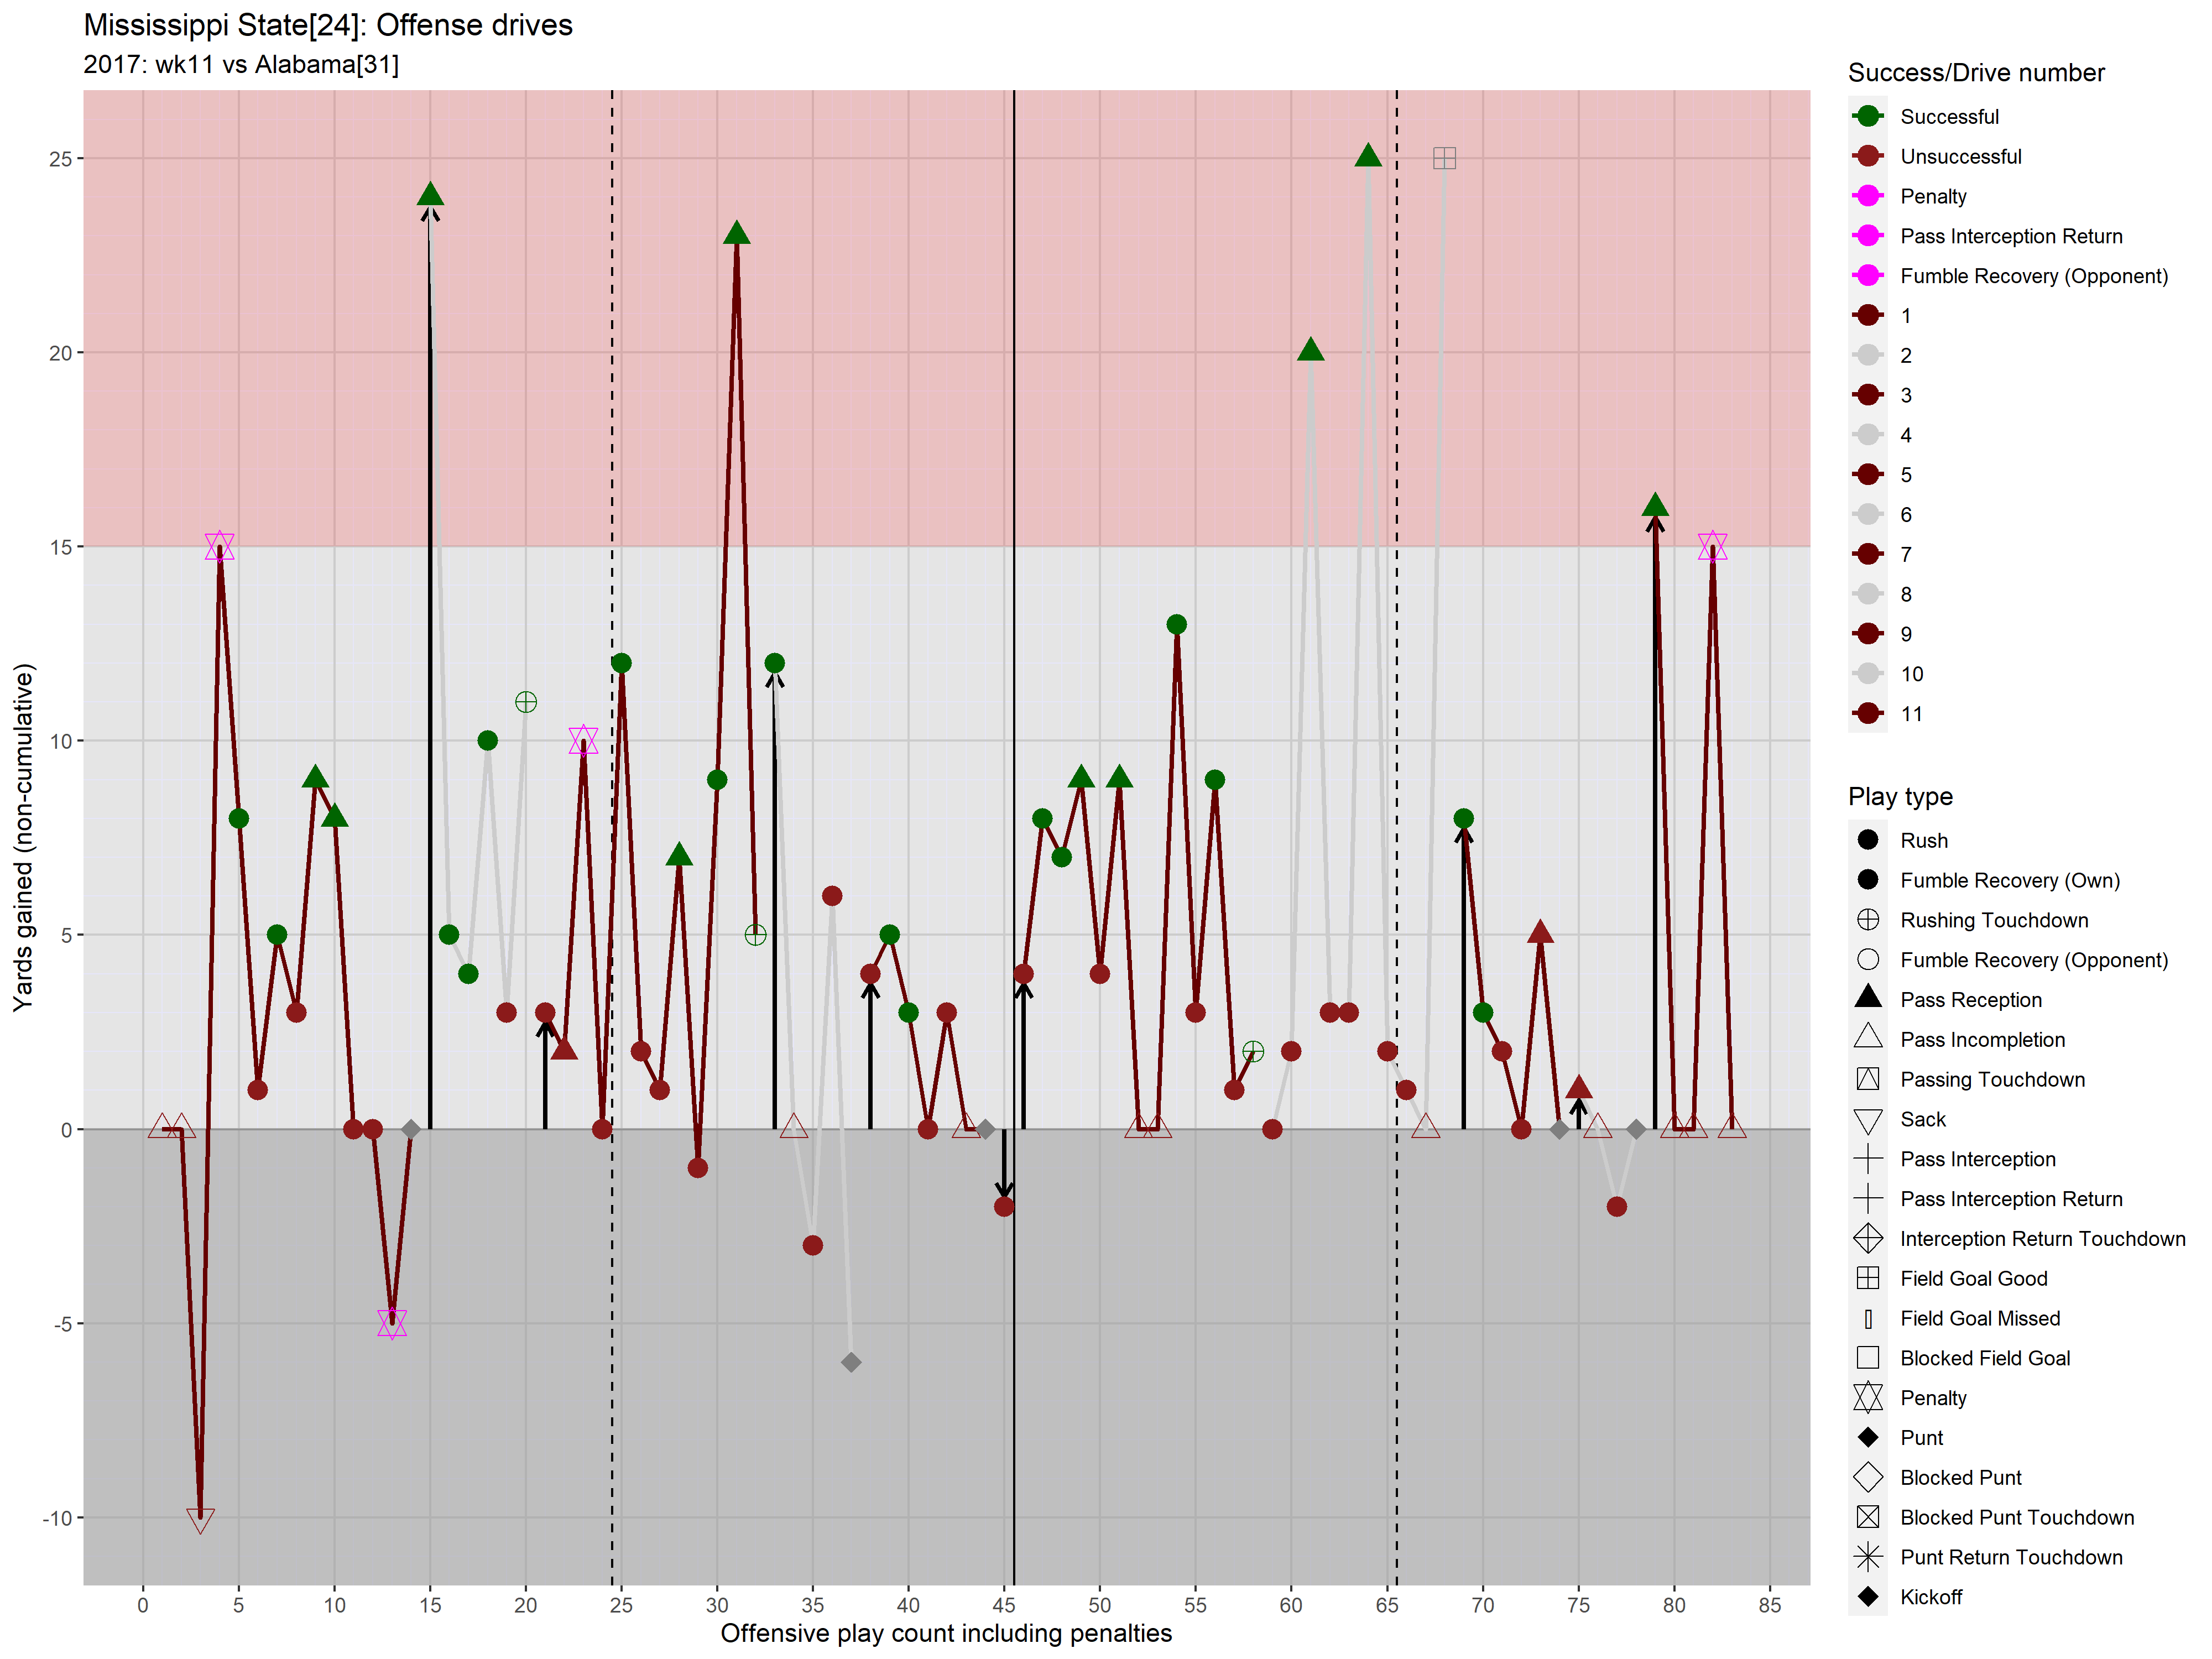 Mississippi State[24]: Offense drives
2017: wk11 vs Alabama[31]
25
20
15
10
5
0
-5
-10
Yards gained (non-cumulative)
0 5 10 15 20 25 30 35 40 45 50 55 60 65 70 75 80 85
Offensive play count including penalties
Success/Drive number
Successful
Unsuccessful
Penalty
Pass Interception Return
Fumble Recovery (Opponent)
1
2
3
4
5
6
7
8
9
10
11
Play type
Rush
Fumble Recovery (Own)
Rushing Touchdown
Fumble Recovery (Opponent)
Pass Reception
Pass Incompletion
Passing Touchdown
Sack
Pass Interception
Pass Interception Return
Interception Return Touchdown
Field Goal Good
Field Goal Missed
Blocked Field Goal
Penalty
Punt
Blocked Punt
Blocked Punt Touchdown
Punt Return Touchdown
Kickoff